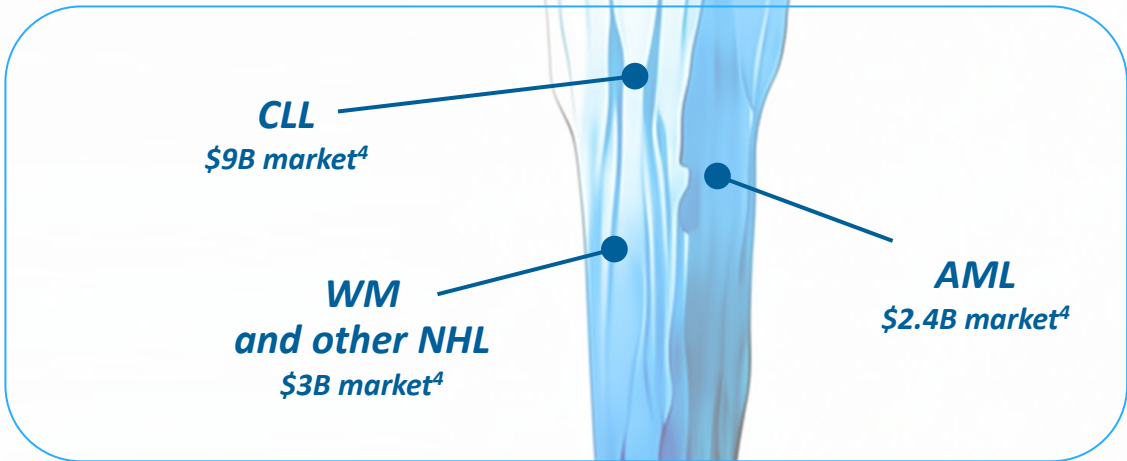 CLL
$9B market4
WM
and other NHL
$3B market4
AML
$2.4B market4